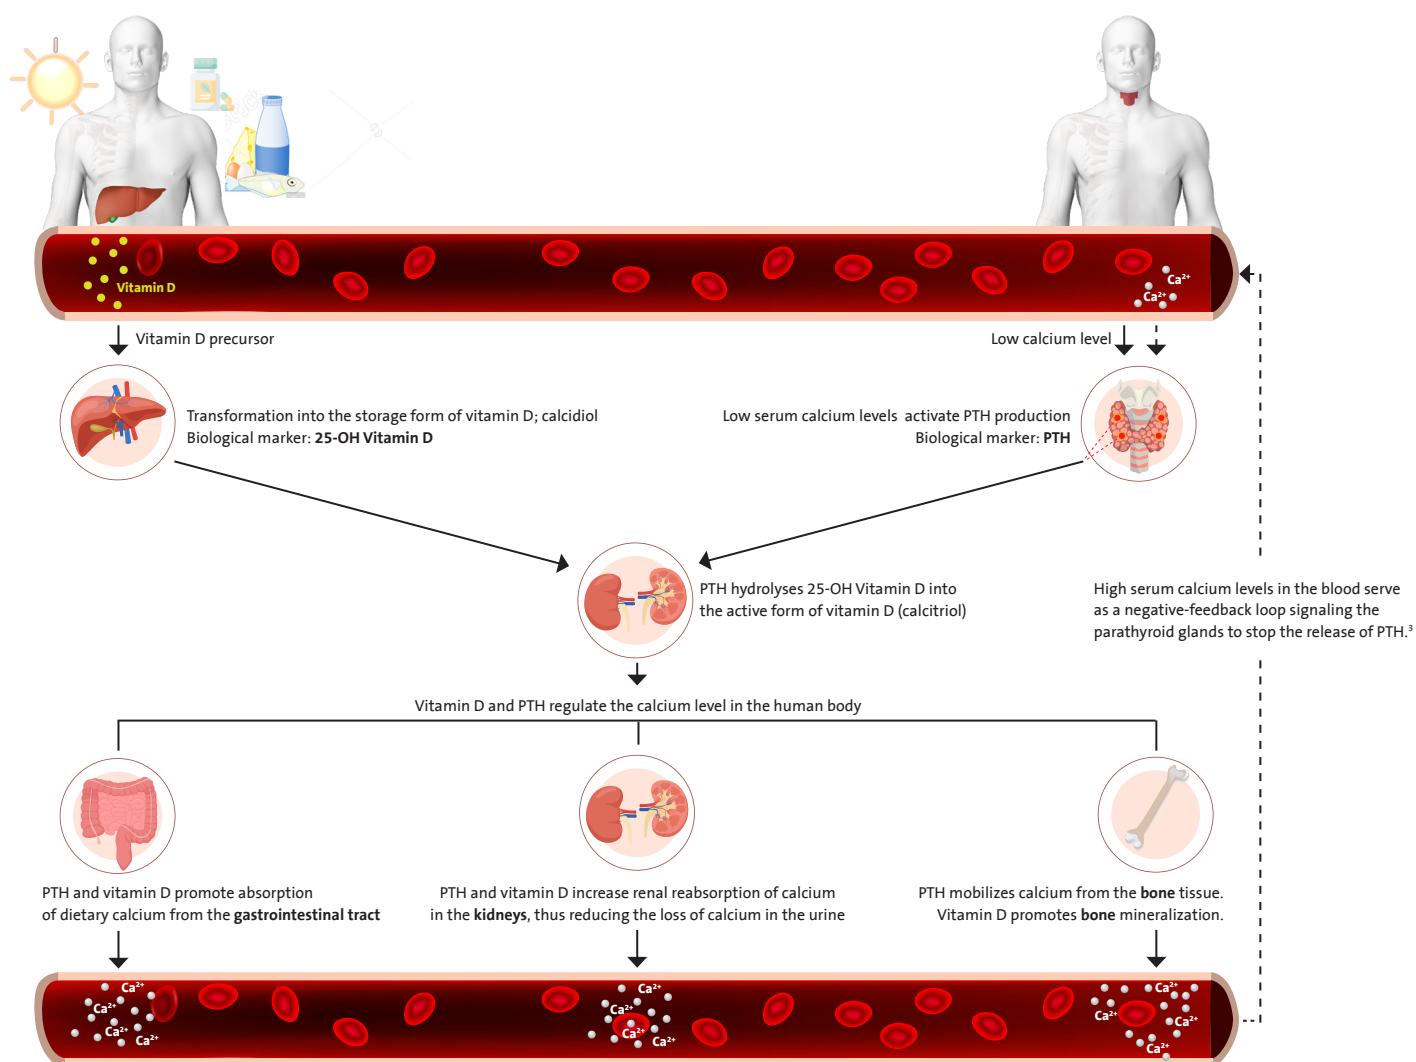 Vitamin D
Ca²⁺
Ca²⁺
Vitamin D precursor
Low calcium level
Transformation into the storage form of vitamin D; calcidiol
Biological marker: 25-OH Vitamin D
Low serum calcium levels activate PTH production
Biological marker: PTH
PTH hydrolyses 25-OH Vitamin D into
the active form of vitamin D (calcitriol)
High serum calcium levels in the blood serve
as a negative-feedback loop signaling the
parathyroid glands to stop the release of PTH.³
Vitamin D and PTH regulate the calcium level in the human body
PTH and vitamin D promote absorption
of dietary calcium from the gastrointestinal tract
PTH and vitamin D increase renal reabsorption of calcium
in the kidneys, thus reducing the loss of calcium in the urine
PTH mobilizes calcium from the bone tissue.
Vitamin D promotes bone mineralization.
Ca²⁺
Ca²⁺
Ca²⁺
Ca²⁺
Ca²⁺
Ca²⁺
Ca²⁺
Ca²⁺
Ca²⁺
Ca²⁺
Ca²⁺
Ca²⁺